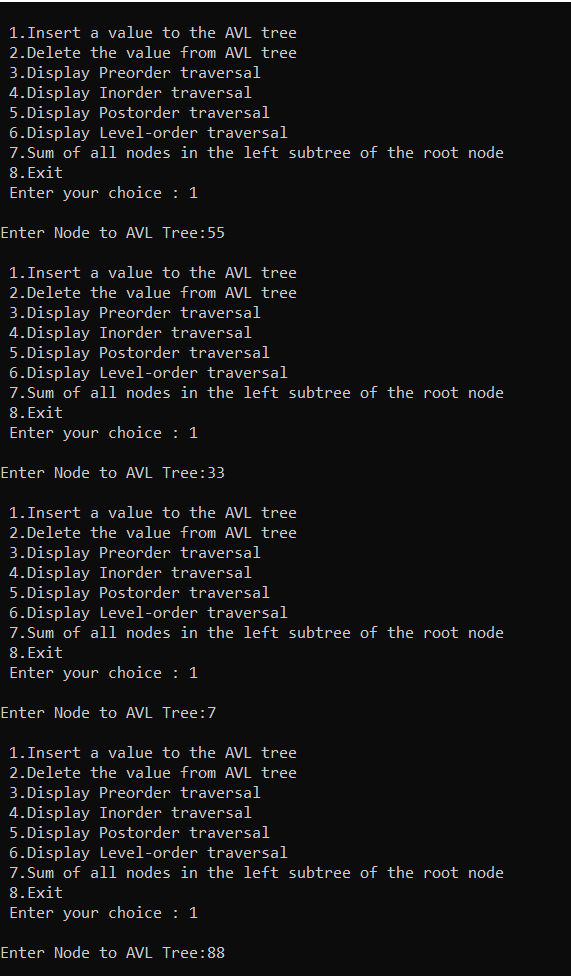 1.Insert a value to the AVL tree
2.Delete the value from AVL tree
3.Display Preorder traversal
4.Display Inorder traversal
5.Display Postorder traversal
6.Display Level-order traversal
7.Sum of all nodes in the left subtree of the root node
8.Exit
Enter your choice : 1
Enter Node to AVL Tree:55
1.Insert a value to the AVL tree
2.Delete the value from AVL tree
3.Display Preorder traversal
4.Display Inorder traversal
5.Display Postorder traversal
6.Display Level-order traversal
7.Sum of all nodes in the left subtree of the root node
8.Exit
Enter your choice : 1
Enter Node to AVL Tree:33
1.Insert a value to the AVL tree
2.Delete the value from AVL tree
3.Display Preorder traversal
4.Display Inorder traversal
5.Display Postorder traversal
6.Display Level-order traversal
7.Sum of all nodes in the left subtree of the root node
8.Exit
Enter your choice : 1
Enter Node to AVL Tree:7
1.Insert a value to the AVL tree
2.Delete the value from AVL tree
3.Display Preorder traversal
4.Display Inorder traversal
5.Display Postorder traversal
6.Display Level-order traversal
7.Sum of all nodes in the left subtree of the root node
8.Exit
Enter your choice : 1
Enter Node to AVL Tree:88